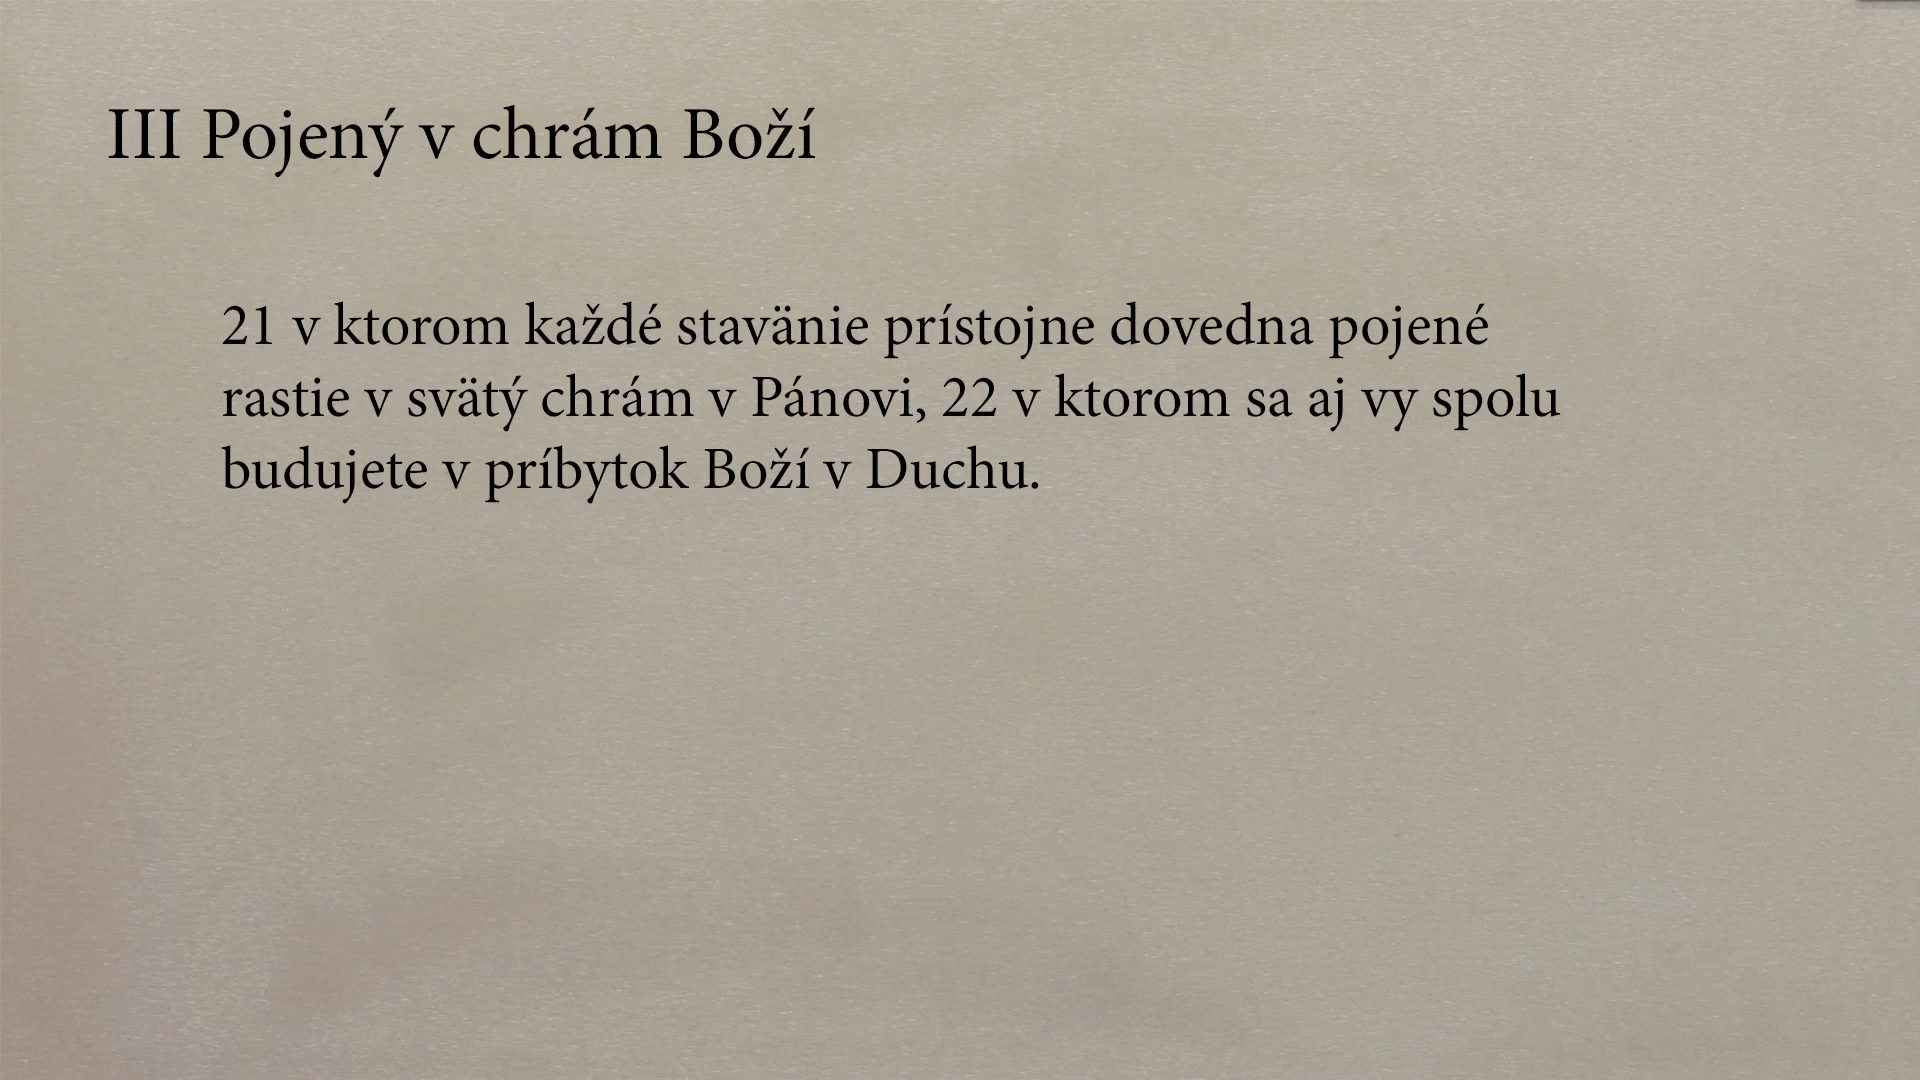 III Pojený v chrám Boží
21 v ktorom každé stavänie prístojne dovedna pojené
rastie v svätý chrám v Pánovi, 22 v ktorom sa aj vy spolu
budujete v príbytok Boží v Duchu.